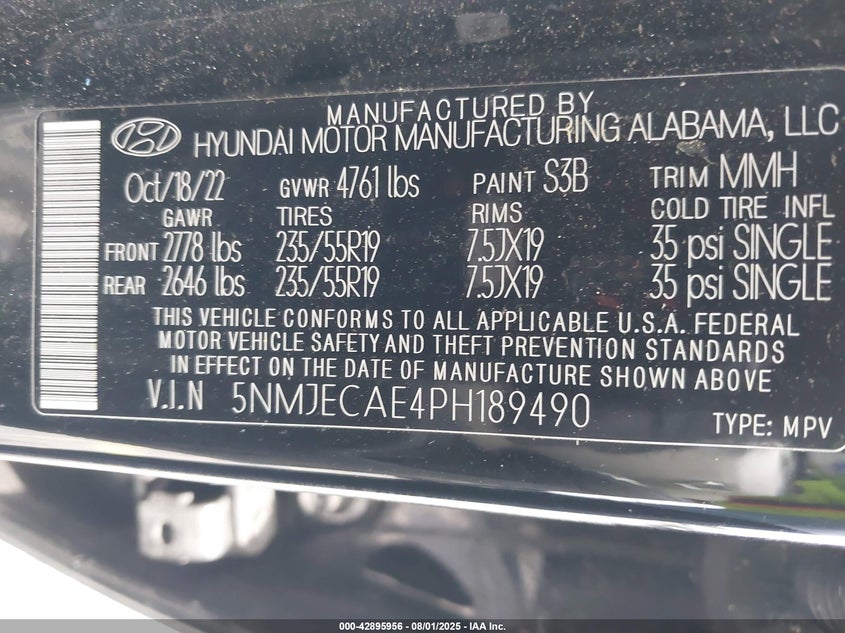 MANUFACTURED BY
HYUNDAI MOTOR MANUFACTURING ALABAMA, LLC
Oct/18/22 GVWR 4761 lbs PAINT S3B TRIM MMH
GAWR TIRES RIMS COLD TIRE INFL
FRONT 2778 lbs 235/55R19 7.5JX19 35 psi SINGLE
REAR 2646 lbs 235/55R19 7.5JX19 35 psi SINGLE
THIS VEHICLE CONFORMS TO ALL APPLICABLE U.S.A. FEDERAL
MOTOR VEHICLE SAFETY AND THEFT PREVENTION STANDARDS
IN EFFECT ON THE DATE OF MANUFACTURE SHOWN ABOVE
V.I.N 5NMJECAE4PH189490
TYPE: MPV
000-42895956 - 08/01/2025 - IAA Inc.